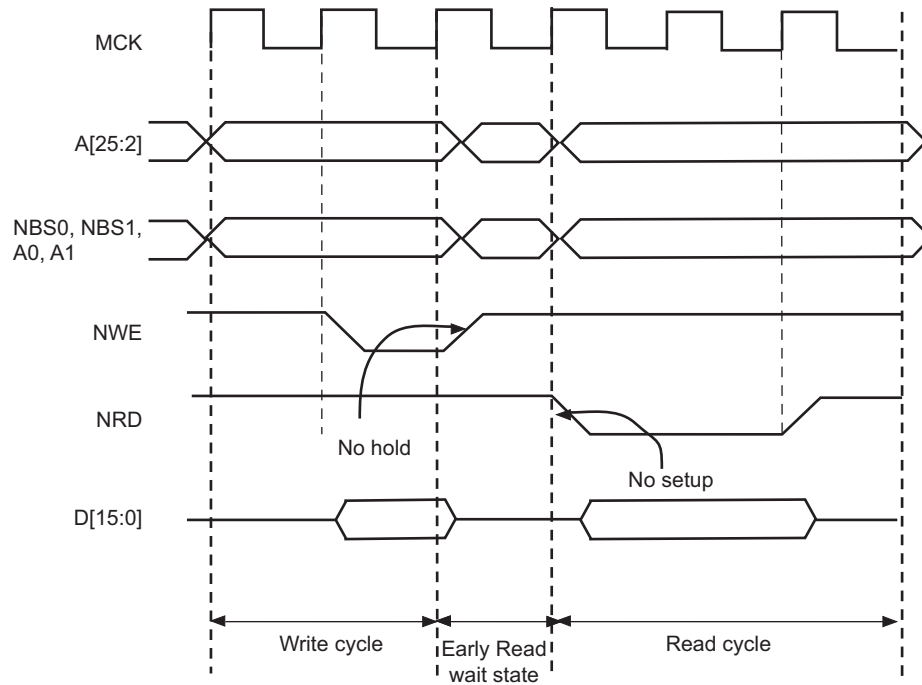 MCK
A[25:2]
NBS0, NBS1,
A0, A1
NWE
NRD
No hold
No setup
D[15:0]
Write cycle
Early Read
wait state
Read cycle